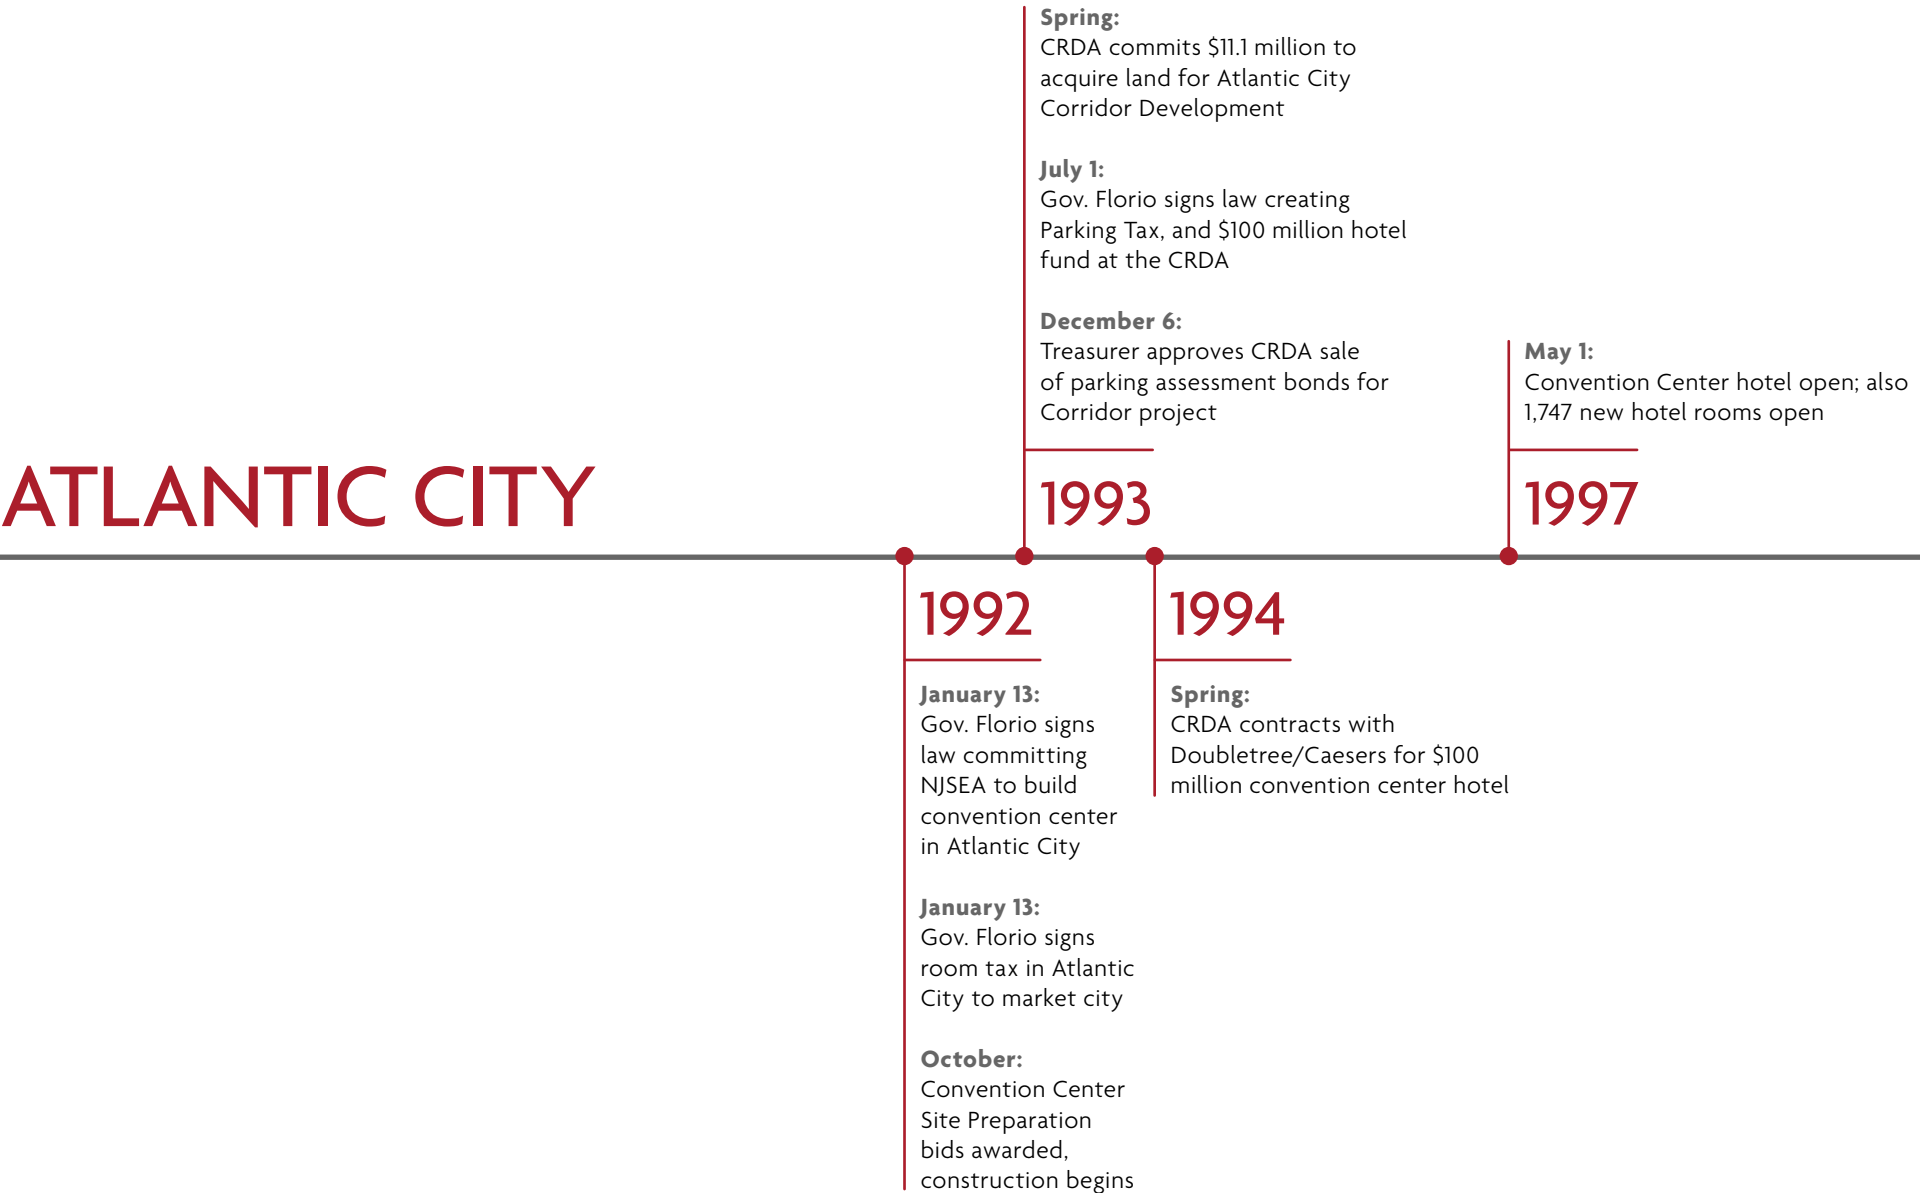 ATLANTIC CITY
1992
January 13:
Gov. Florio signs
law committing
NJSEA to build
convention center
in Atlantic City
January 13:
Gov. Florio signs
room tax in Atlantic
City to market city
October:
Convention Center
Site Preparation
bids awarded,
construction begins
Spring:
CRDA commits $11.1 million to
acquire land for Atlantic City
Corridor Development
July 1:
Gov. Florio signs law creating
Parking Tax, and $100 million hotel
fund at the CRDA
December 6:
Treasurer approves CRDA sale
of parking assessment bonds for
Corridor project
1993
1994
Spring:
CRDA contracts with
Doubletree/Caesers for $100
million convention center hotel
May 1:
Convention Center hotel open; also
1,747 new hotel rooms open
1997